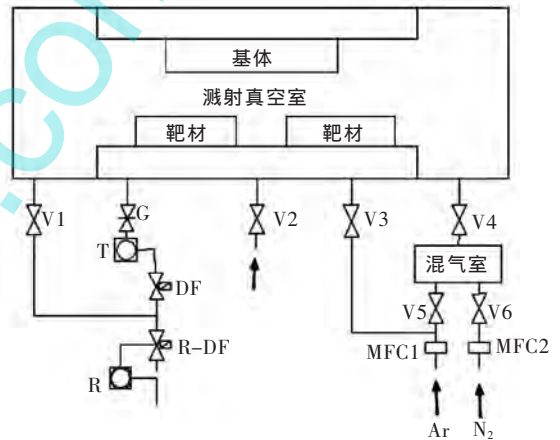 基体
溅射真空室
靶材 靶材
V1 G V2 V3 V4
T 混气室
DF V5 V6
R-DF MFC1 MFC2
R
Ar N₂